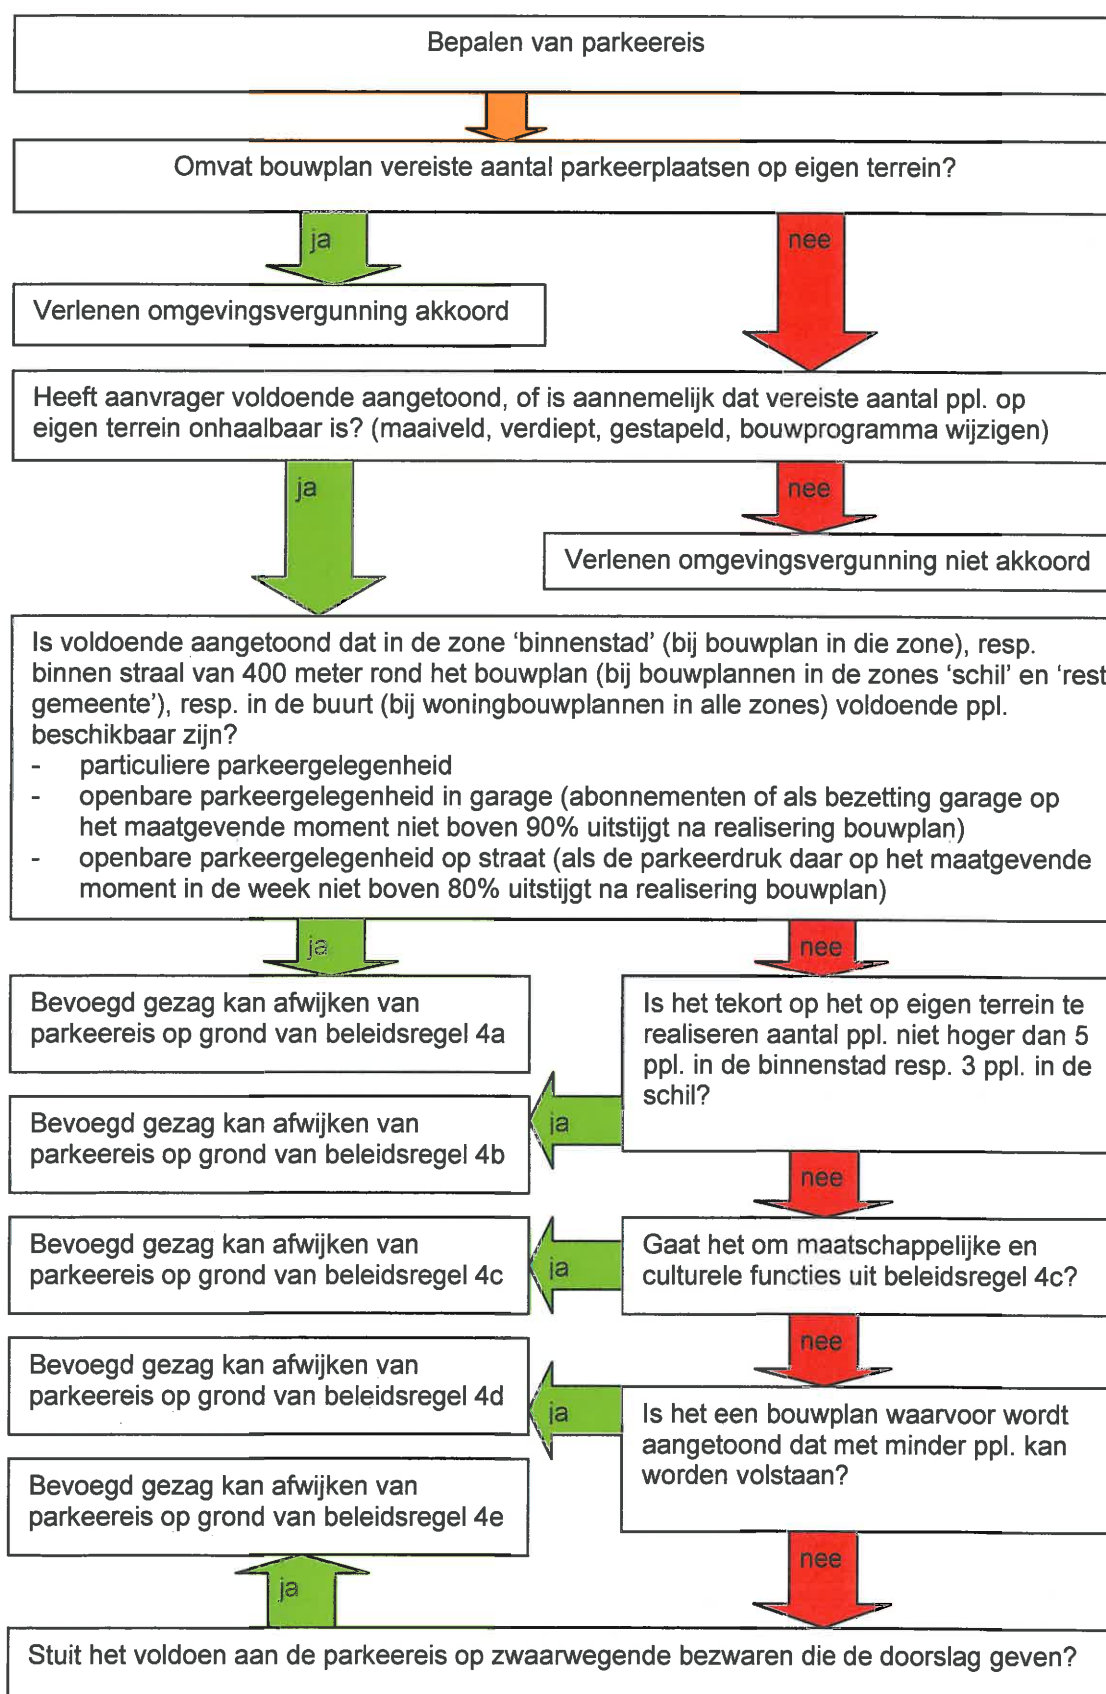 Bepalen van parkeereis
Omvat bouwplan vereiste aantal parkeerplaatsen op eigen terrein?
ja
nee
Verlenen omgevingsvergunning akkoord
Heeft aanvrager voldoende aangetoond, of is aannemelijk dat vereiste aantal ppl. op
eigen terrein onhaalbaar is? (maaiveld, verdiept, gestapeld, bouwprogramma wijzigen)
ja
nee
Verlenen omgevingsvergunning niet akkoord
Is voldoende aangetoond dat in de zone ‘binnenstad’ (bij bouwplan in die zone), resp.
binnen straal van 400 meter rond het bouwplan (bij bouwplannen in de zones ‘schil’ en ‘rest
gemeente’), resp. in de buurt (bij woningbouwplannen in alle zones) voldoende ppl.
beschikbaar zijn?
- particuliere parkeergelegenheid
- openbare parkeergelegenheid in garage (abonnementen of als bezetting garage op
het maatgevende moment niet boven 90% uitstijgt na realisering bouwplan)
- openbare parkeergelegenheid op straat (als de parkeerdruk daar op het maatgevende
moment in de week niet boven 80% uitstijgt na realisering bouwplan)
ja
nee
Bevoegd gezag kan afwijken van
parkeereis op grond van beleidsregel 4a
Is het tekort op het op eigen terrein te
realiseren aantal ppl. niet hoger dan 5
ppl. in de binnenstad resp. 3 ppl. in de
schil?
ja
Bevoegd gezag kan afwijken van
parkeereis op grond van beleidsregel 4b
nee
Bevoegd gezag kan afwijken van
parkeereis op grond van beleidsregel 4c
ja
Gaat het om maatschappelijke en
culturele functies uit beleidsregel 4c?
nee
Bevoegd gezag kan afwijken van
parkeereis op grond van beleidsregel 4d
ja
Is het een bouwplan waarvoor wordt
aangetoond dat met minder ppl. kan
worden volstaan?
Bevoegd gezag kan afwijken van
parkeereis op grond van beleidsregel 4e
nee
ja
Stuit het voldoen aan de parkeereis op zwaarwegende bezwaren die de doorslag geven?